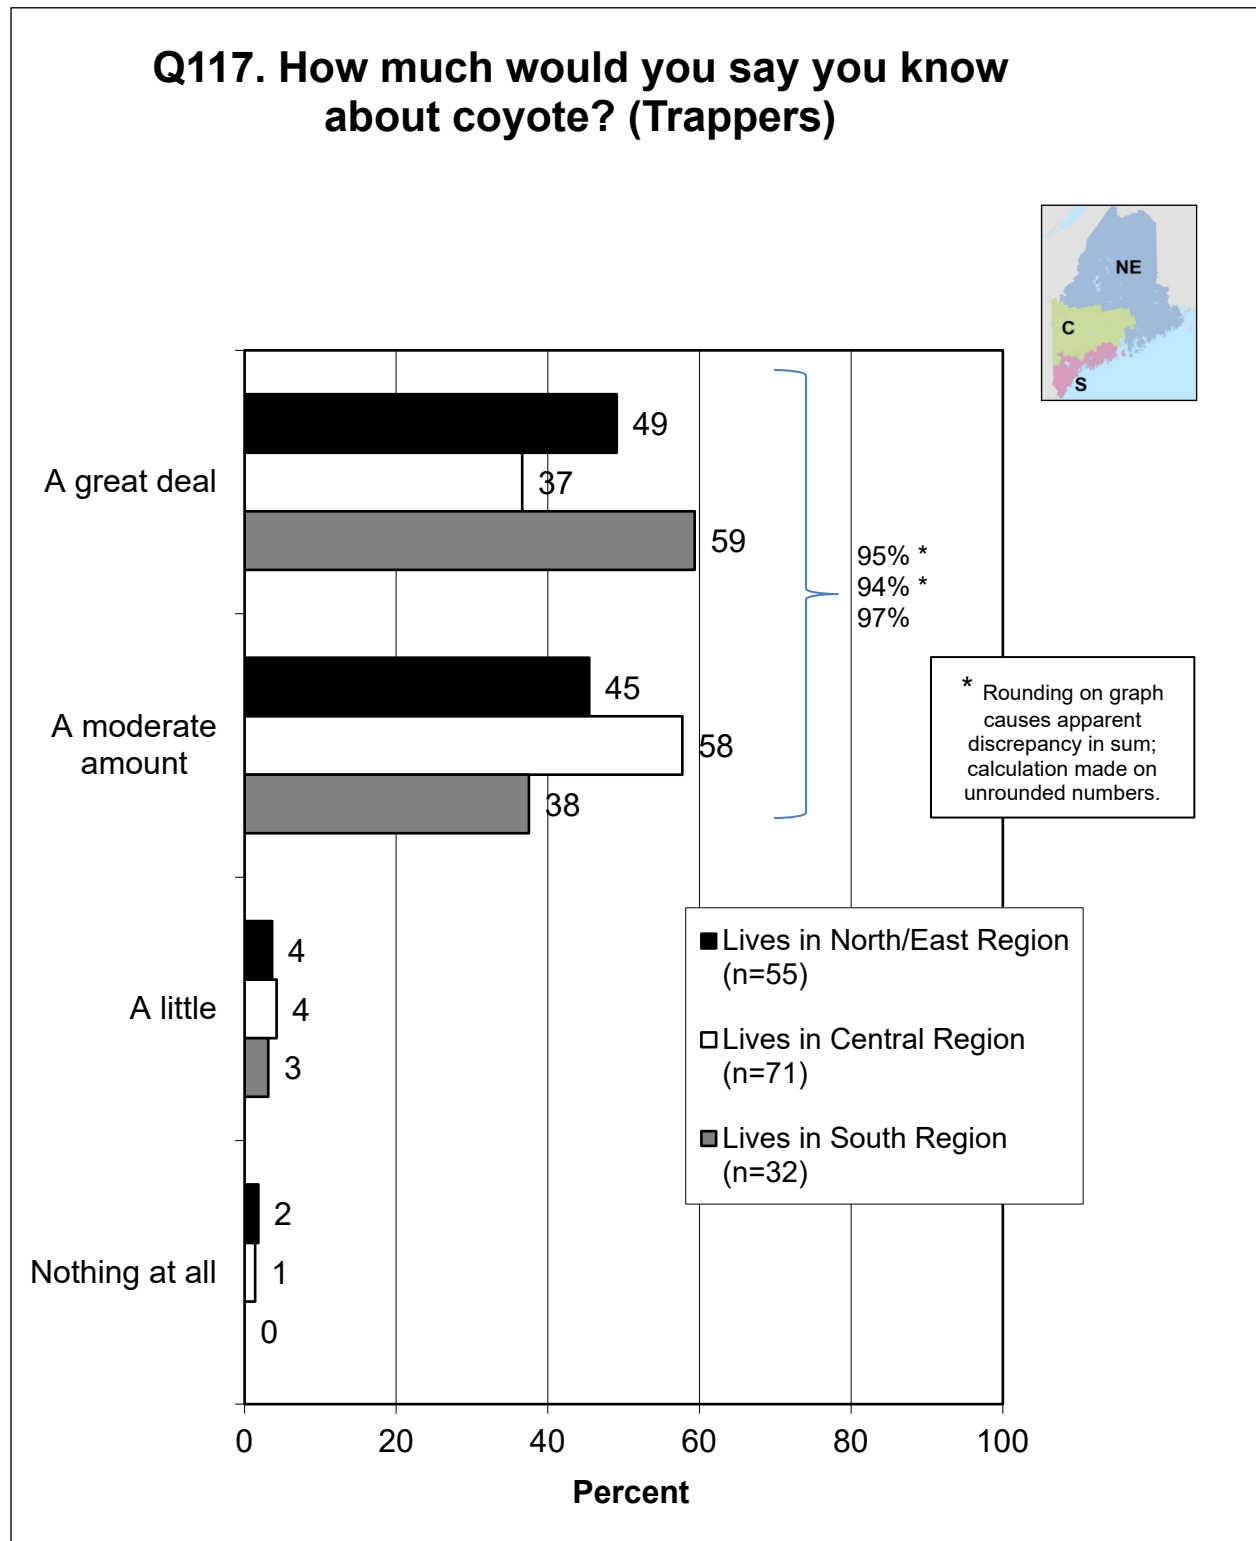 Q117. How much would you say you know
about coyote? (Trappers)
NE
C
S
A great deal
49
37
59
95% *
94% *
97%
* Rounding on graph
causes apparent
discrepancy in sum;
calculation made on
unrounded numbers.
A moderate
amount
45
58
38
A little
4
4
3
Lives in North/East Region
(n=55)
Lives in Central Region
(n=71)
Lives in South Region
(n=32)
Nothing at all
2
1
0
0 20 40 60 80 100
Percent